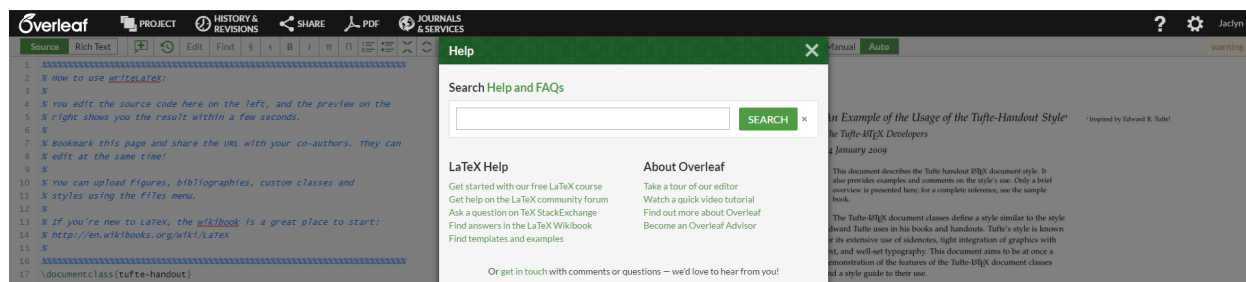 Overleaf PROJECT HISTORY & REVISIONS SHARE PDF JOURNALS & SERVICES ? Jaclyn
Source Rich Text Edit Find § § B I π Π Manual Auto warning
1 %%%%%%%%%%%%%%%%%%%%%%%%%%%%%%%%%%%%%%%%%%%%%%%%%%%%%%%%%%%%%%%%%%%%%%%%%%%
2 % How to use writeLaTeX:
3 %
4 % You edit the source code here on the left, and the preview on the
5 % right shows you the result within a few seconds.
6 %
7 % Bookmark this page and share the URL with your co-authors. They can
8 % edit at the same time!
9 %
10 % You can upload figures, bibliographies, custom classes and
11 % styles using the files menu.
12 %
13 % If you're new to LaTeX, the wikibook is a great place to start:
14 % http://en.wikibooks.org/wiki/LaTeX
15 %
16 %%%%%%%%%%%%%%%%%%%%%%%%%%%%%%%%%%%%%%%%%%%%%%%%%%%%%%%%%%%%%%%%%%%%%%%%%%%
17 \documentclass{tufte-handout}
Help ×
Search Help and FAQs
SEARCH ×
LaTeX Help
Get started with our free LaTeX course
Get help on the LaTeX community forum
Ask a question on TeX StackExchange
Find answers in the LaTeX Wikibook
Find templates and examples
About Overleaf
Take a tour of our editor
Watch a quick video tutorial
Find out more about Overleaf
Become an Overleaf Advisor
Or get in touch with comments or questions — we'd love to hear from you!
An Example of the Usage of the Tufte-Handout Style¹ ¹ Inspired by Edward R. Tufte!
The Tufte-LaTeX Developers
January 2009
This document describes the Tufte handout LaTeX document style. It
also provides examples and comments on the style's use. Only a brief
overview is presented here; for a complete reference, see the sample
book.
The Tufte-LaTeX document classes define a style similar to the style
dward Tufte uses in his books and handouts. Tufte's style is known
r its extensive use of sidenotes, tight integration of graphics with
xt, and well-set typography. This document aims to be at once a
emonstration of the features of the Tufte-LaTeX document classes
nd a style guide to their use.